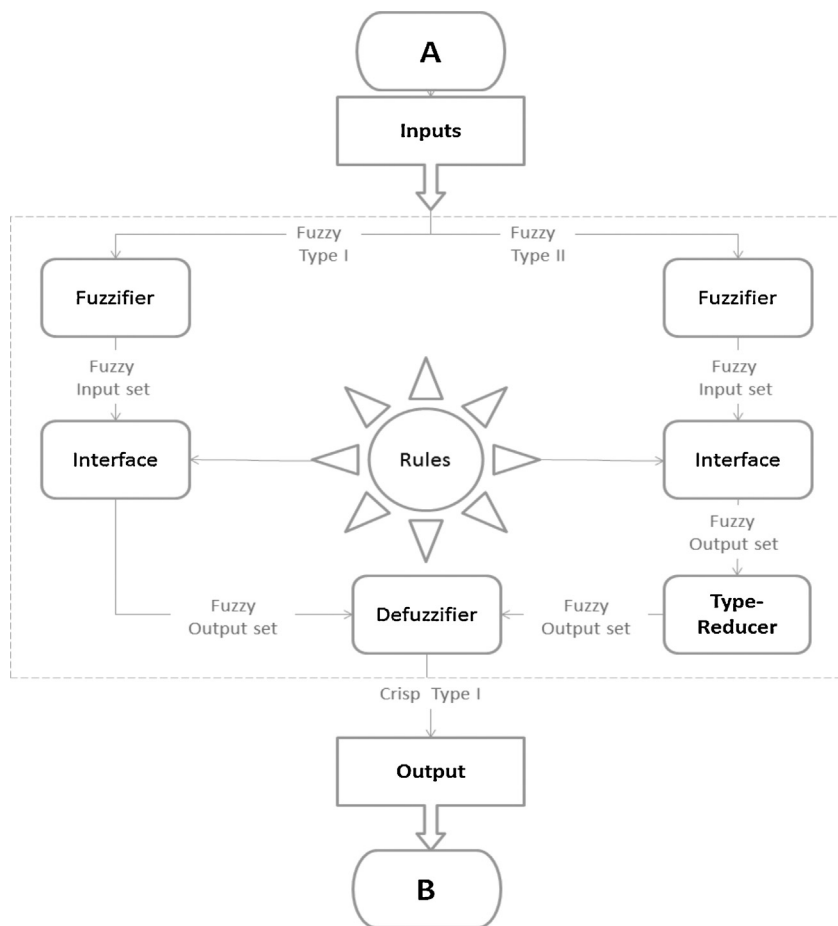 A
Inputs
Fuzzy
Type I
Fuzzy
Type II
Fuzzifier
Fuzzifier
Fuzzy
Input set
Fuzzy
Input set
Interface
Rules
Interface
Fuzzy
Output set
Fuzzy
Output set
Defuzzifier
Fuzzy
Output set
Type-
Reducer
Crisp Type I
Output
B